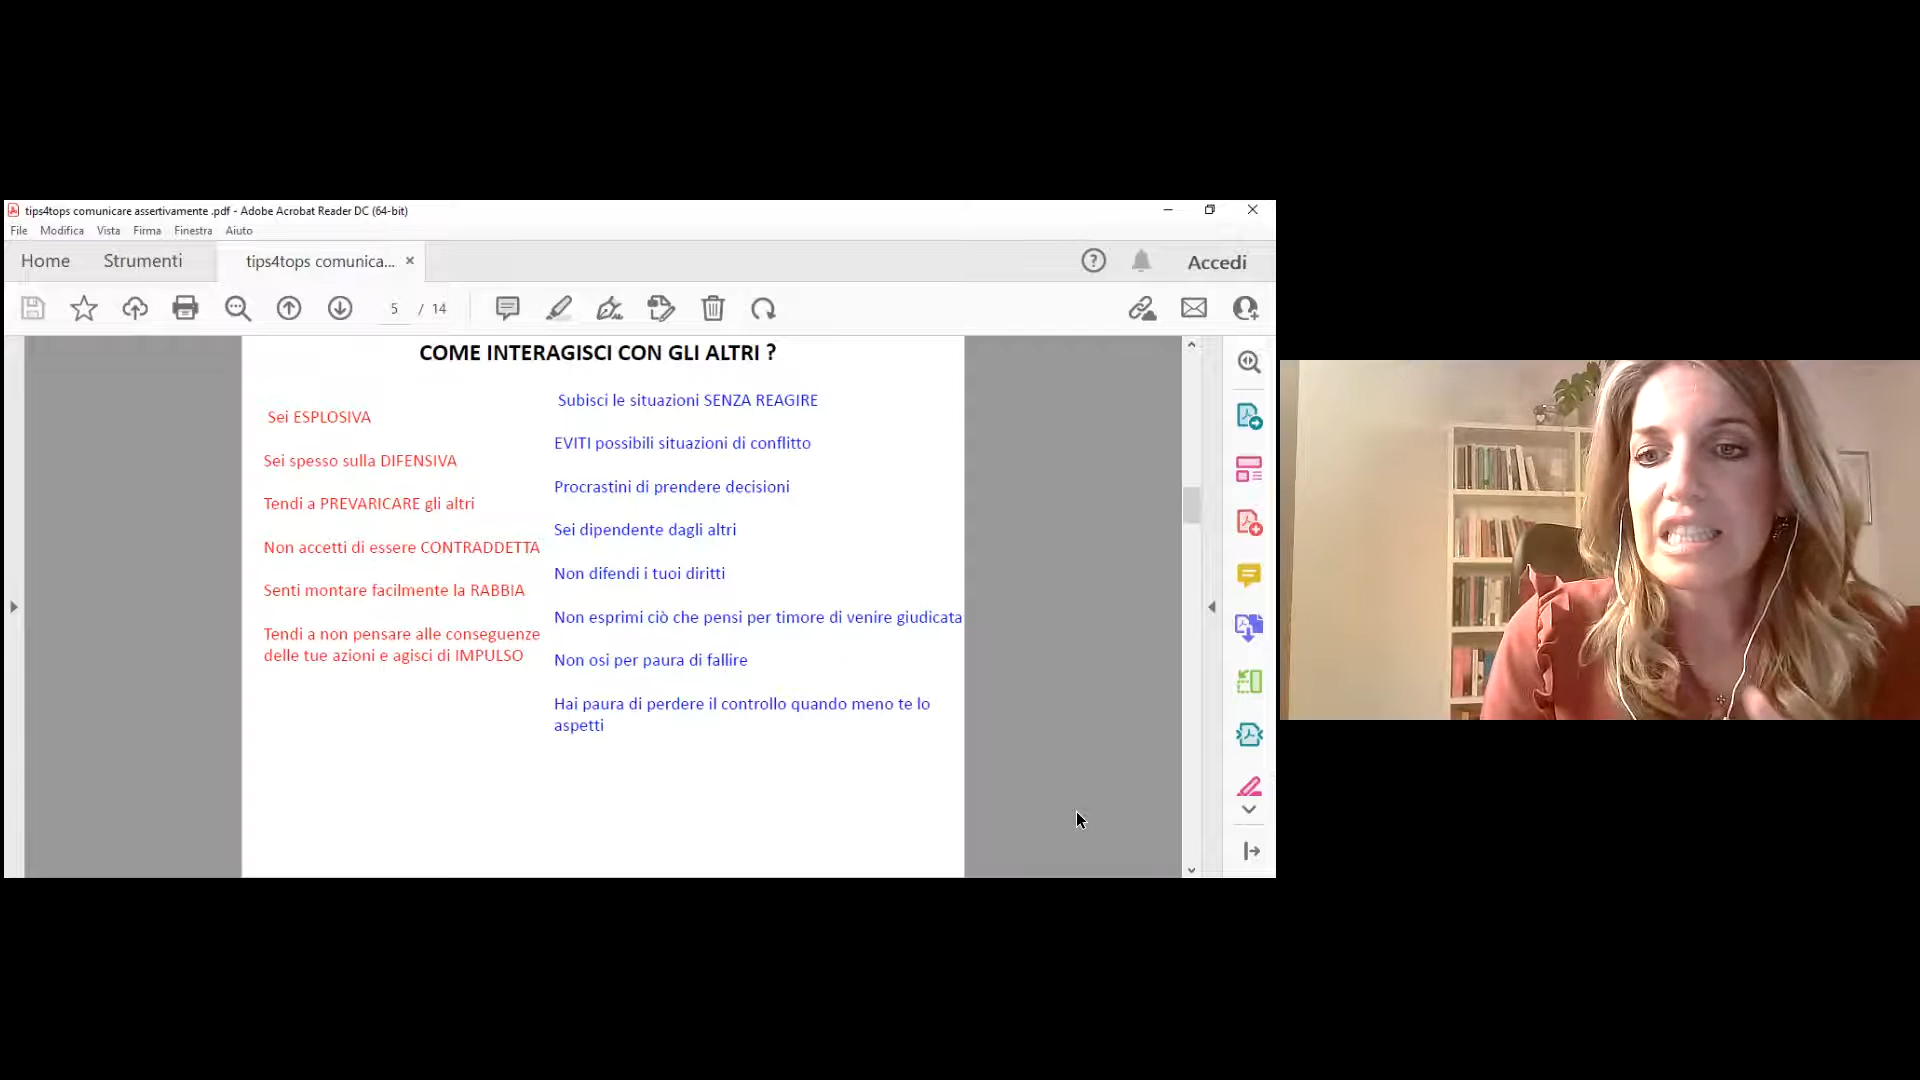 tips4tops comunicare assertivamente .pdf - Adobe Acrobat Reader DC (64-bit)
File Modifica Vista Firma Finestra Aiuto
Home Strumenti tips4tops comunica... × Accedi
5 / 14
COME INTERAGISCI CON GLI ALTRI ?
Sei ESPLOSIVA
Sei spesso sulla DIFENSIVA
Tendi a PREVARICARE gli altri
Non accetti di essere CONTRADDETTA
Senti montare facilmente la RABBIA
Tendi a non pensare alle conseguenze
delle tue azioni e agisci di IMPULSO
Subisci le situazioni SENZA REAGIRE
EVITI possibili situazioni di conflitto
Procrastini di prendere decisioni
Sei dipendente dagli altri
Non difendi i tuoi diritti
Non esprimi ciò che pensi per timore di venire giudicata
Non osi per paura di fallire
Hai paura di perdere il controllo quando meno te lo
aspetti